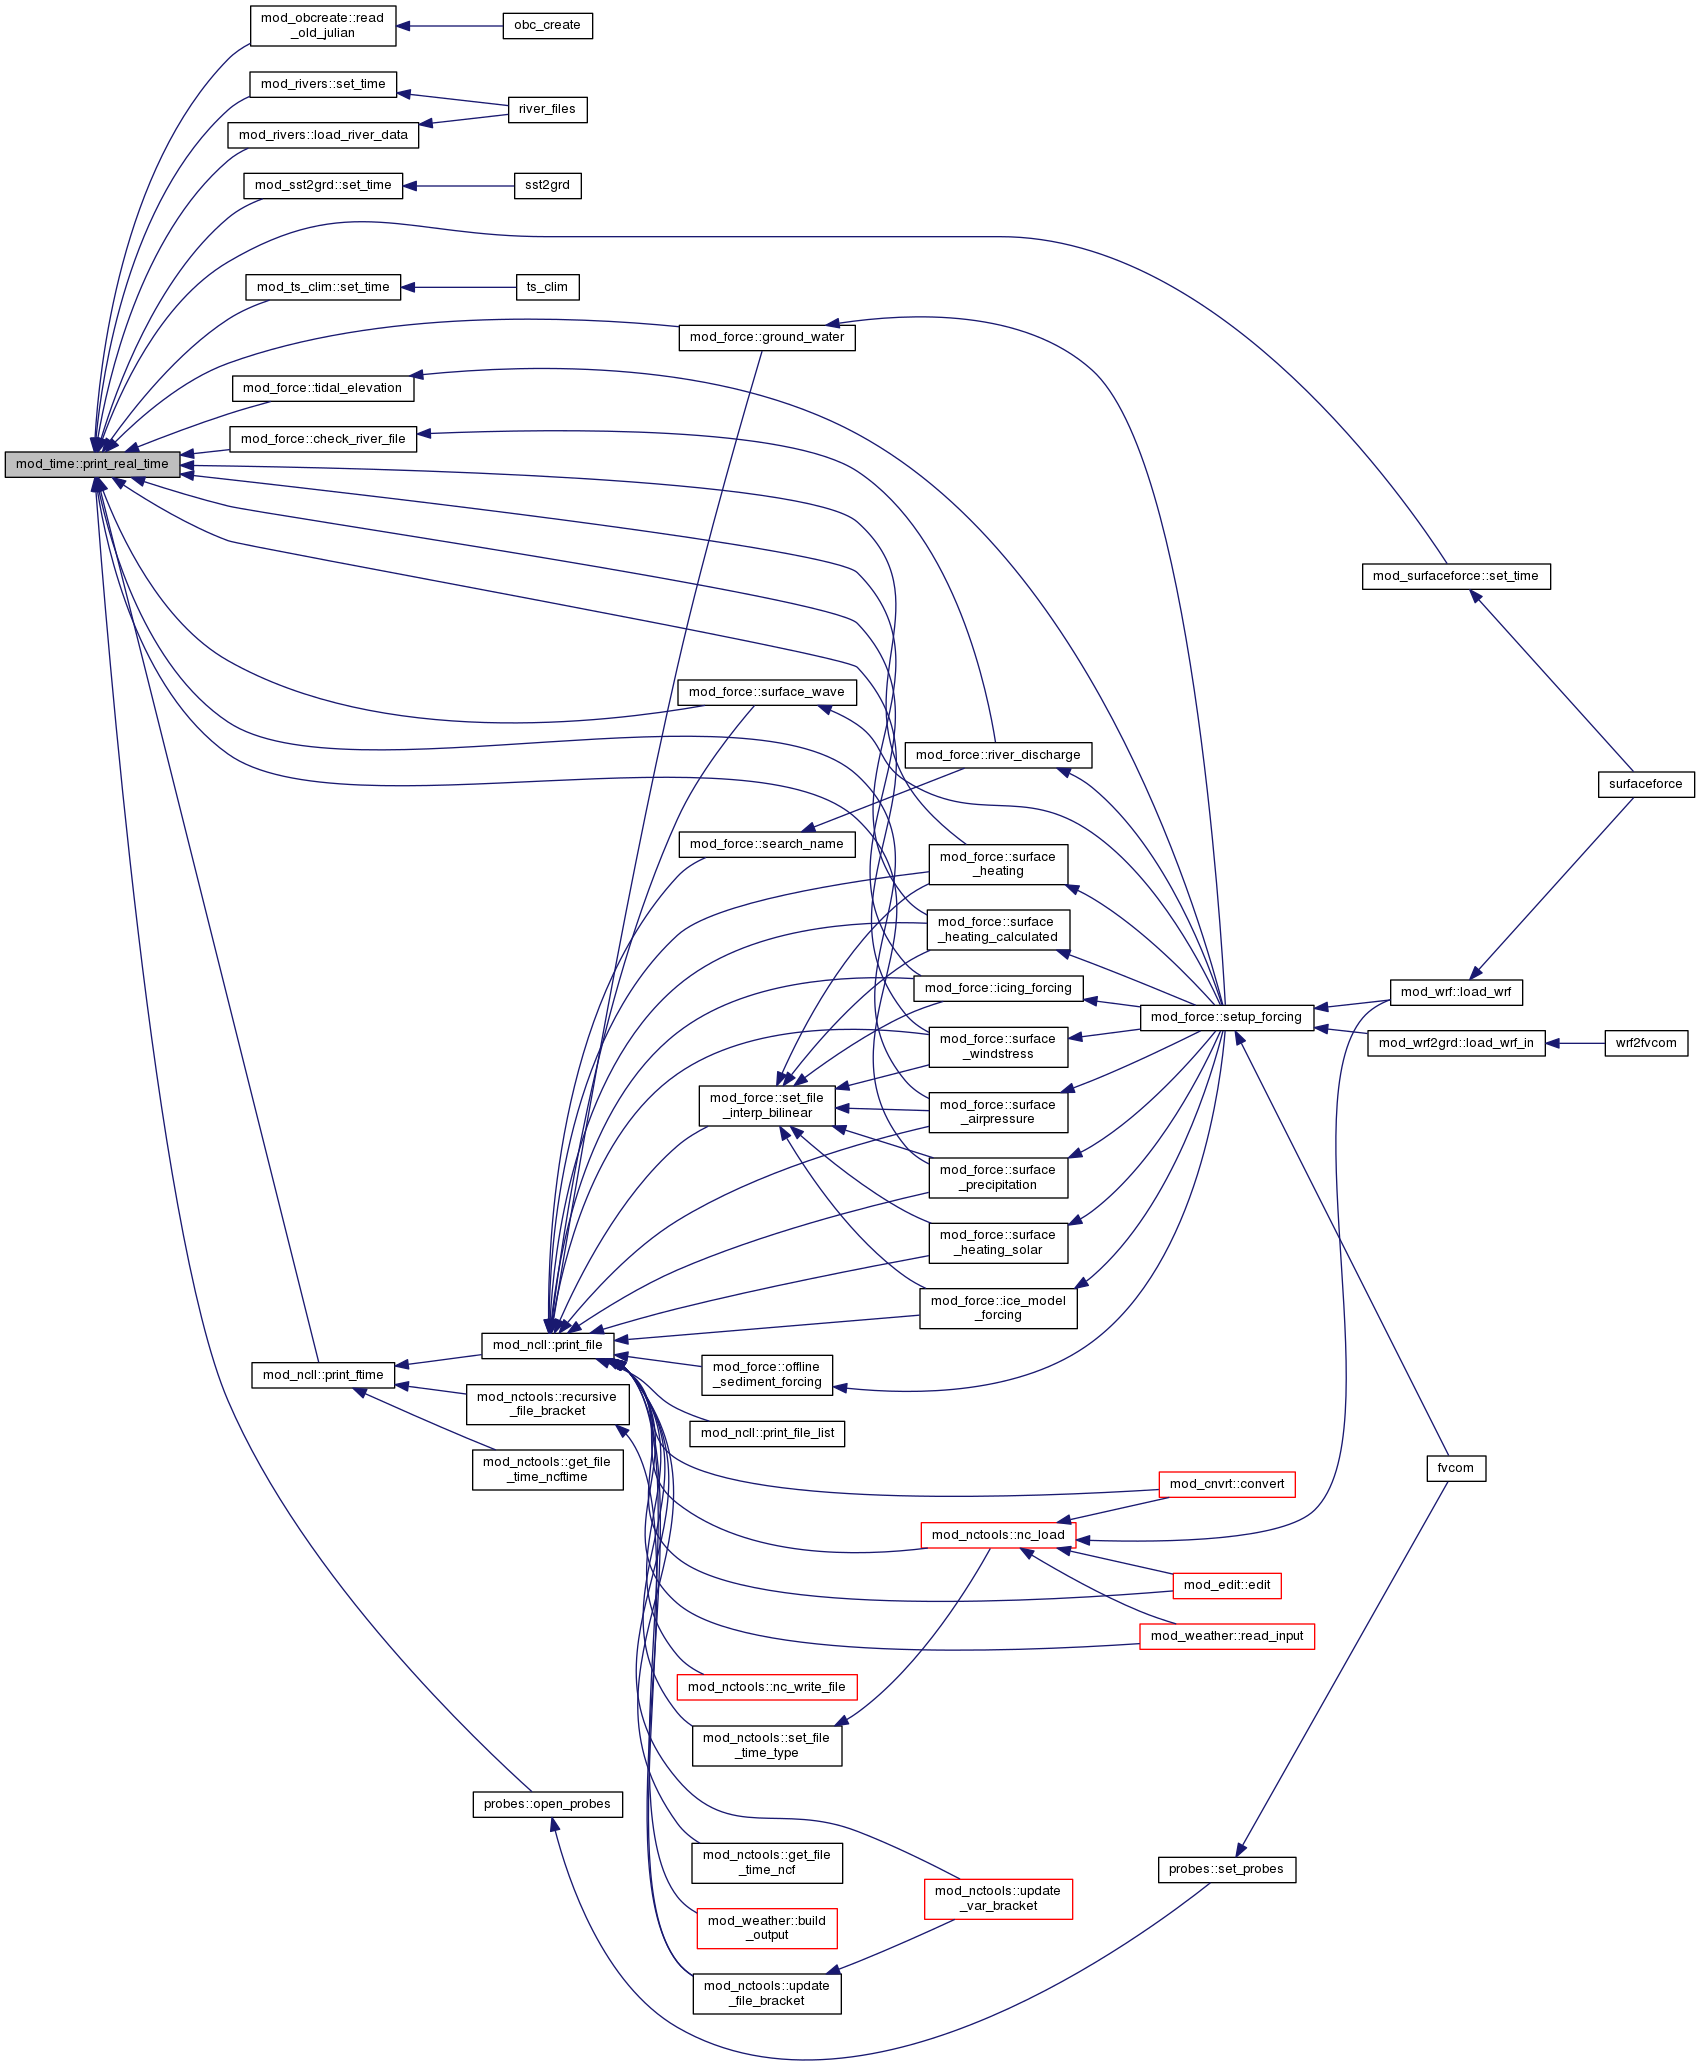 mod_obcreate::read
_old_julian
obc_create
mod_rivers::set_time
river_files
mod_rivers::load_river_data
mod_sst2grd::set_time
sst2grd
mod_ts_clim::set_time
ts_clim
mod_force::ground_water
mod_force::tidal_elevation
mod_force::check_river_file
mod_time::print_real_time
mod_surfaceforce::set_time
mod_force::surface_wave
mod_force::river_discharge
surfaceforce
mod_force::search_name
mod_force::surface
_heating
mod_force::surface
_heating_calculated
mod_force::icing_forcing
mod_wrf::load_wrf
mod_force::setup_forcing
mod_force::surface
_windstress
mod_wrf2grd::load_wrf_in
wrf2fvcom
mod_force::set_file
_interp_bilinear
mod_force::surface
_airpressure
mod_force::surface
_precipitation
mod_force::surface
_heating_solar
mod_force::ice_model
_forcing
mod_ncll::print_file
mod_ncll::print_ftime
mod_force::offline
_sediment_forcing
mod_nctools::recursive
_file_bracket
mod_ncll::print_file_list
mod_nctools::get_file
_time_ncftime
fvcom
mod_cnvrt::convert
mod_nctools::nc_load
mod_edit::edit
mod_weather::read_input
mod_nctools::nc_write_file
mod_nctools::set_file
_time_type
probes::open_probes
mod_nctools::get_file
_time_ncf
probes::set_probes
mod_nctools::update
_var_bracket
mod_weather::build
_output
mod_nctools::update
_file_bracket